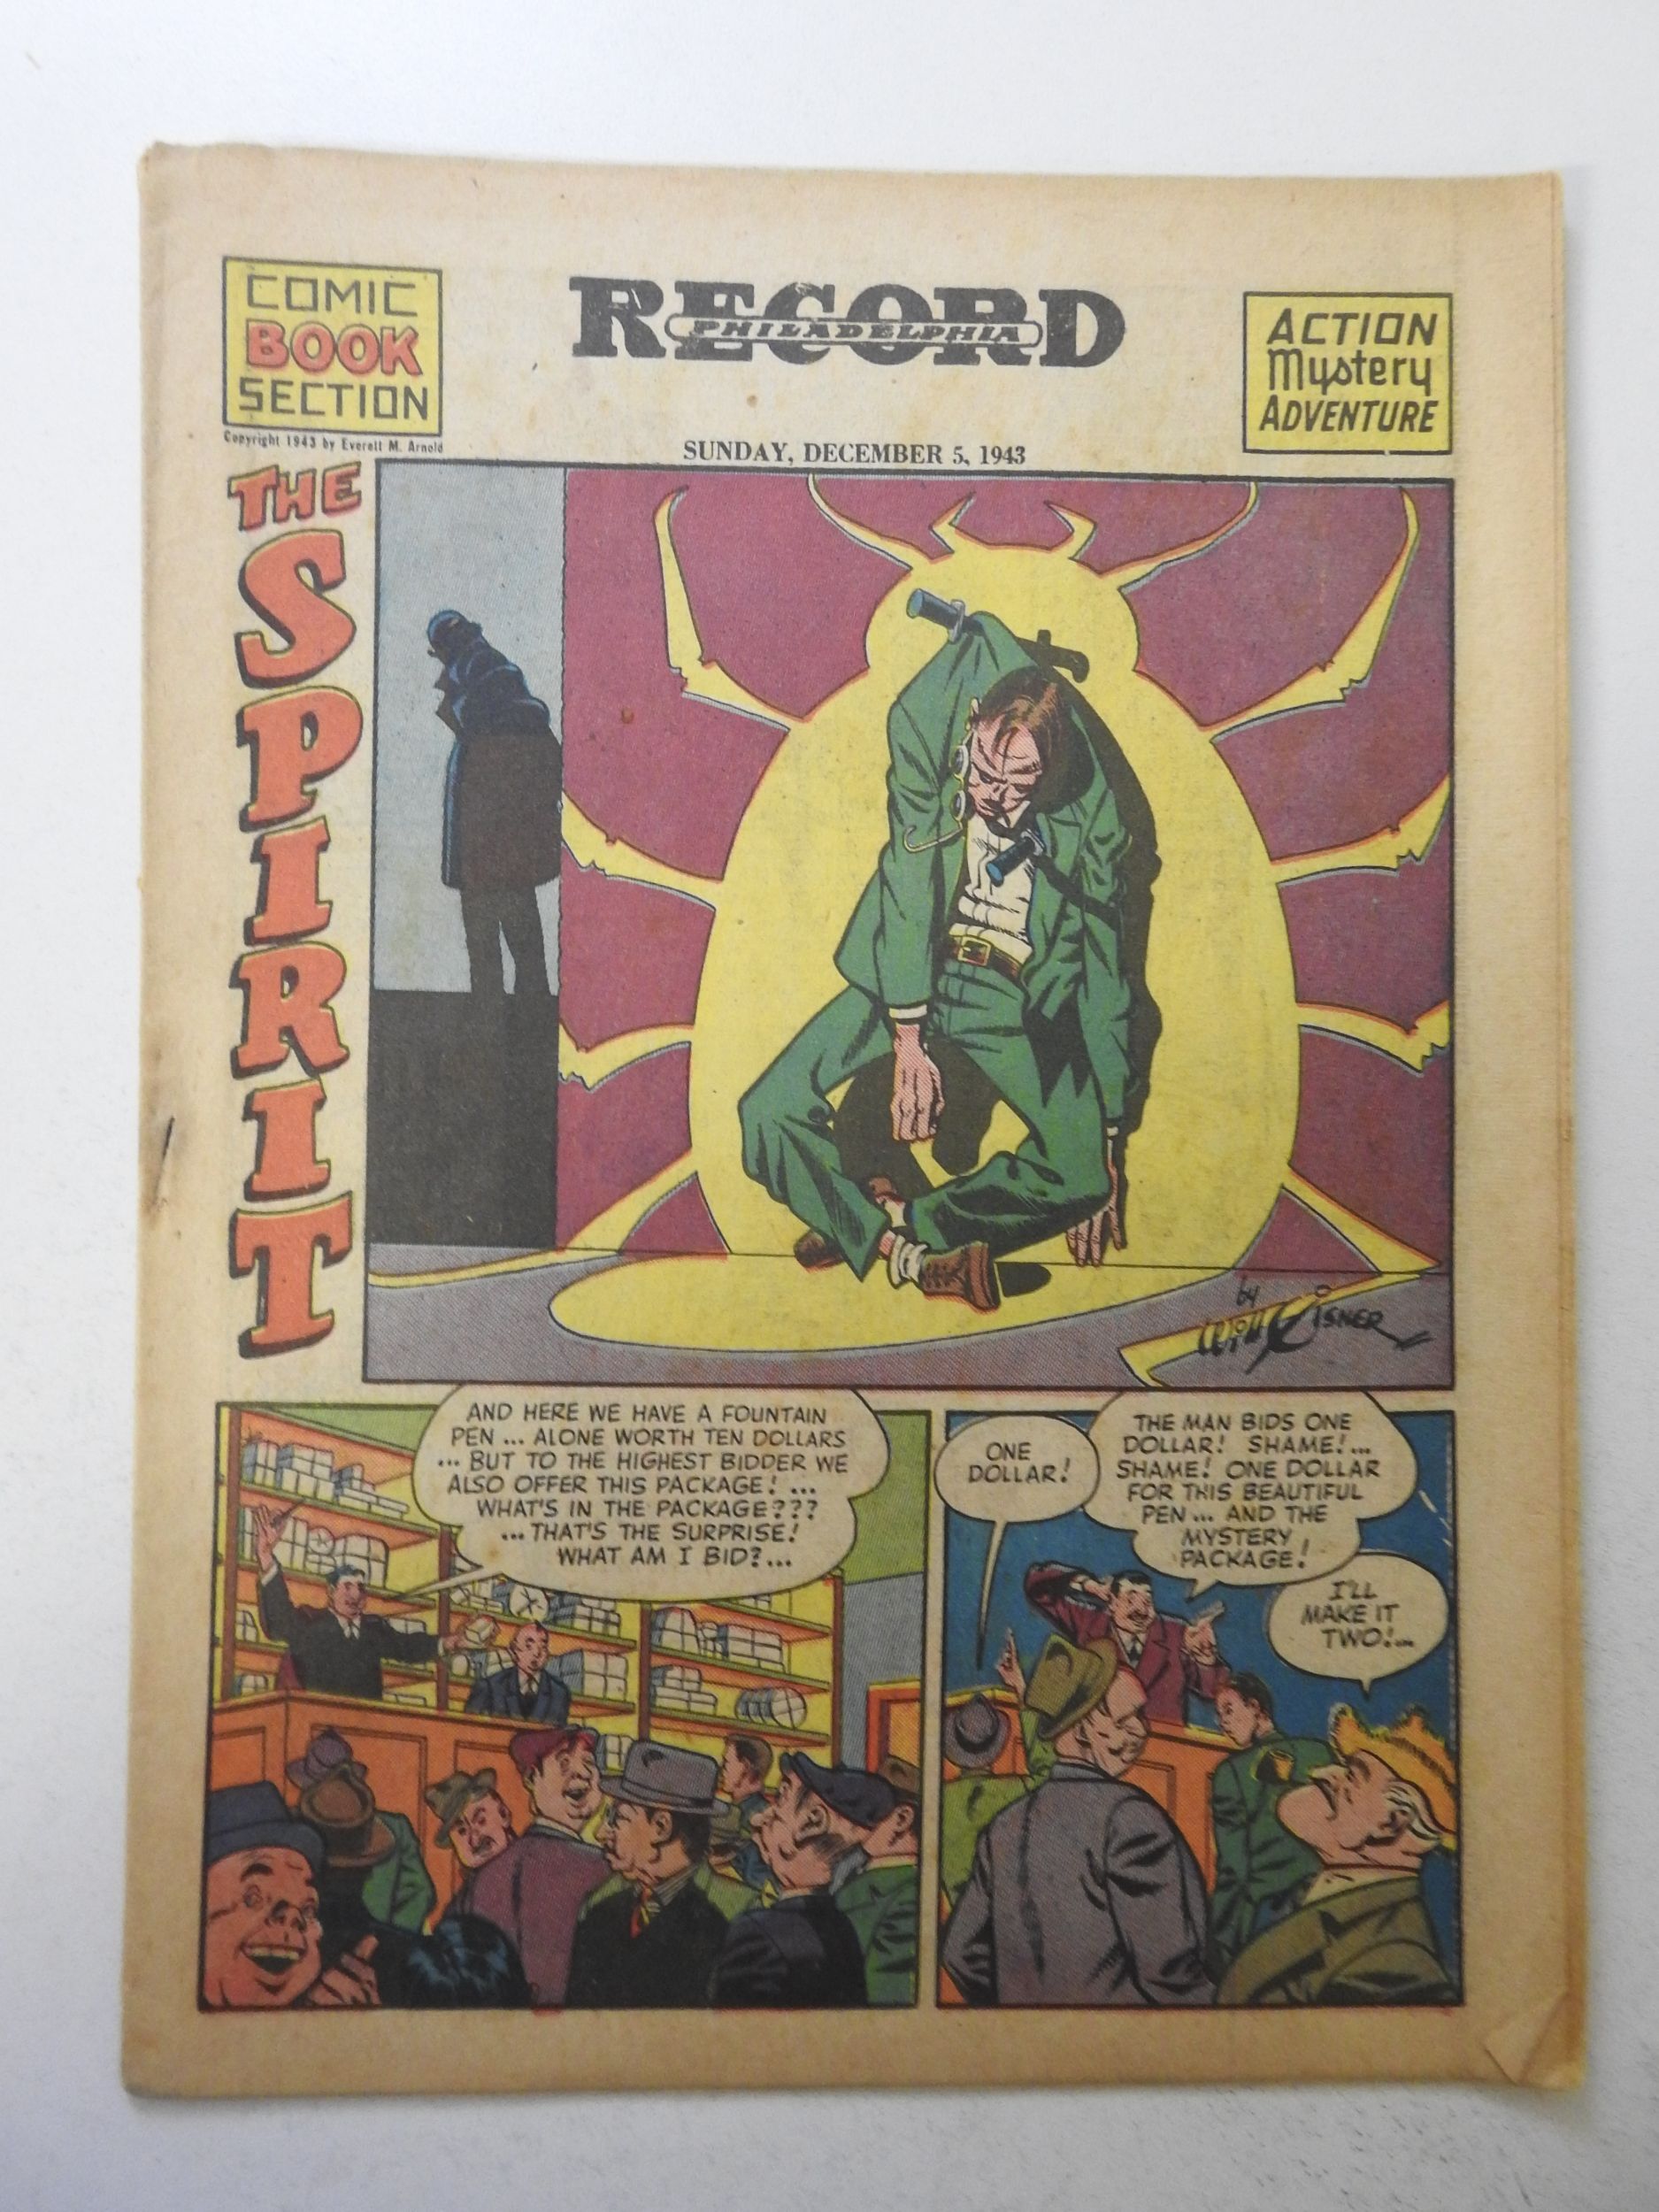 COMIC
BOOK
SECTION
Copyright 1943 by Everett M. Arnold
RECORD
PHILADELPHIA
SUNDAY, DECEMBER 5, 1943
ACTION
Mystery
ADVENTURE
THE
SPIRIT
by
Will Eisner
AND HERE WE HAVE A FOUNTAIN
PEN... ALONE WORTH TEN DOLLARS
... BUT TO THE HIGHEST BIDDER WE
ALSO OFFER THIS PACKAGE! ...
WHAT'S IN THE PACKAGE???
... THAT'S THE SURPRISE!
WHAT AM I BID?...
ONE
DOLLAR!
THE MAN BIDS ONE
DOLLAR! SHAME!...
SHAME! ONE DOLLAR
FOR THIS BEAUTIFUL
PEN... AND THE
MYSTERY
PACKAGE!
I'LL
MAKE IT
TWO!...